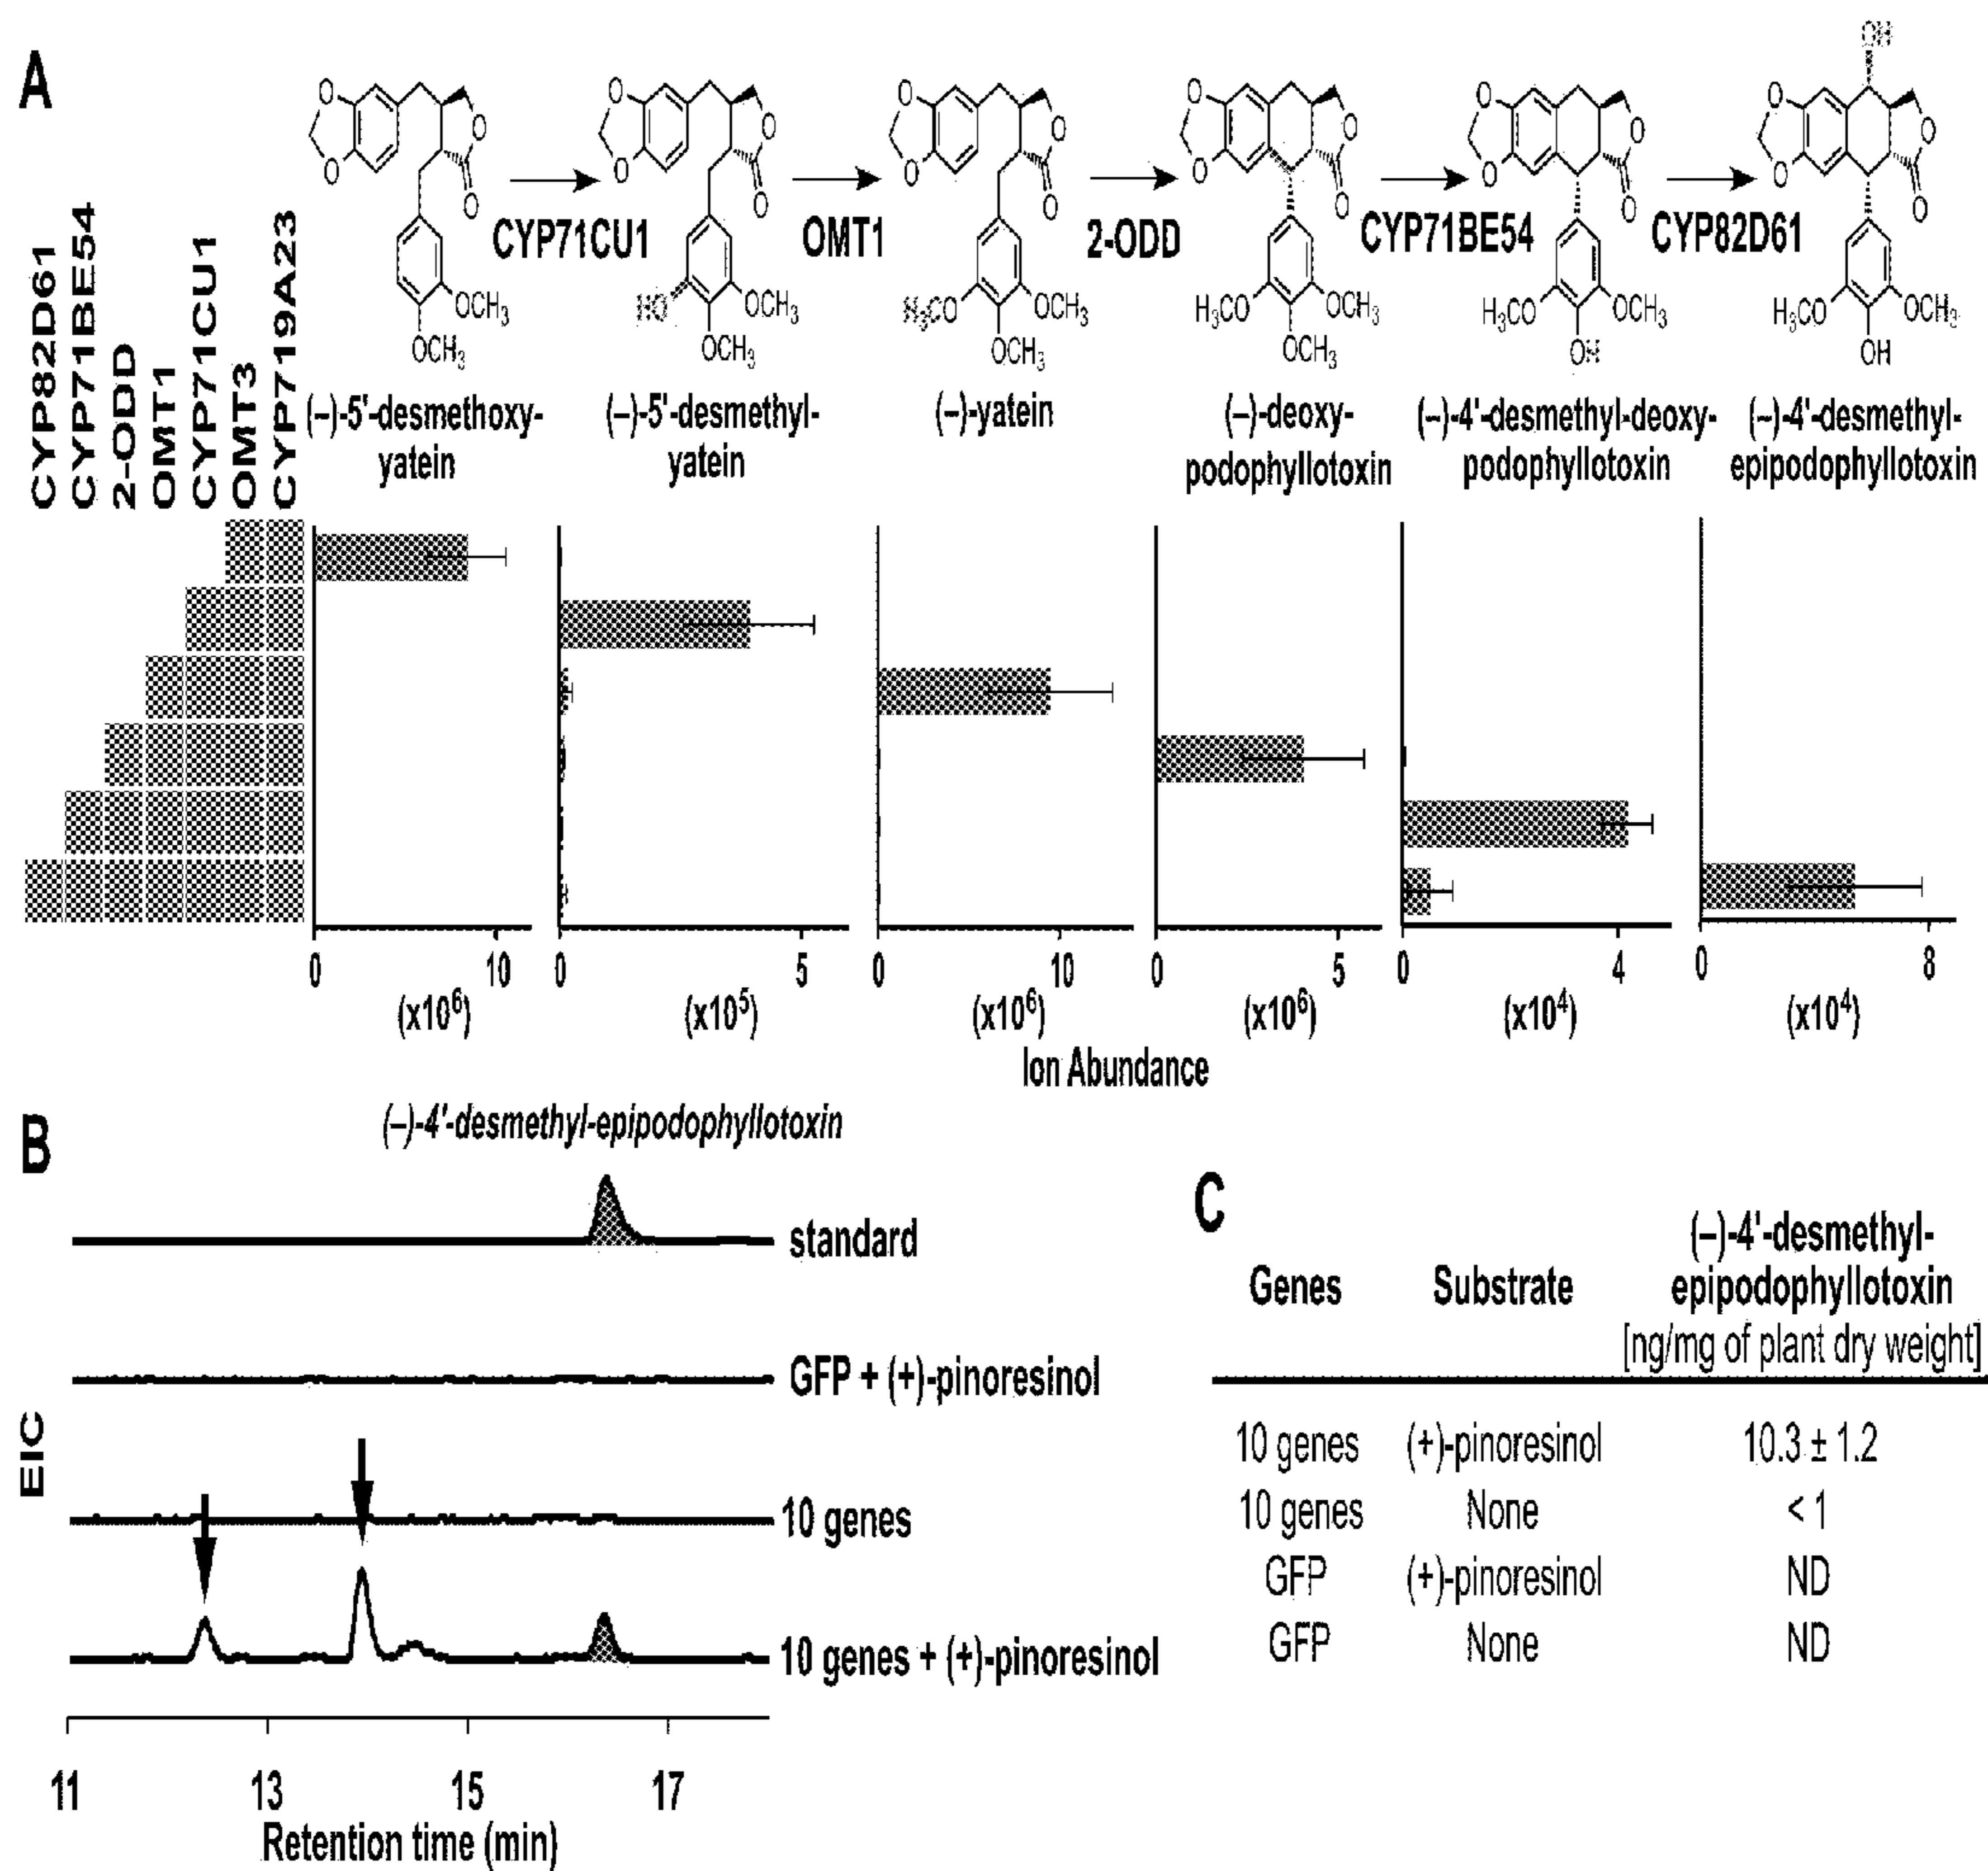 A
CYP82D61
CYP71BE54
2-ODD
OMT1
CYP71CU1
OMT3
CYP719A23
CYP71CU1
OMT1
2-ODD
CYP71BE54
CYP82D61
O
O
O
O
OCH3
OCH3
O
O
O
O
HO
OCH3
OCH3
O
O
O
O
H3CO
OCH3
OCH3
O
O
O
O
H3CO
OCH3
OCH3
O
O
O
O
H3CO
OCH3
OH
OH
O
O
O
O
H3CO
OCH3
OH
(–)-5'-desmethoxy-
yatein
(–)-5'-desmethyl-
yatein
(–)-yatein
(–)-deoxy-
podophyllotoxin
(–)-4'-desmethyl-deoxy-
podophyllotoxin
(–)-4'-desmethyl-
epipodophyllotoxin
0 10 0 5 0 10 0 5 0 4 0 8
(x10⁶) (x10⁵) (x10⁶) (x10⁶) (x10⁴) (x10⁴)
Ion Abundance
B
(–)-4'-desmethyl-epipodophyllotoxin
standard
GFP + (+)-pinoresinol
10 genes
10 genes + (+)-pinoresinol
EIC
11 13 15 17
Retention time (min)
C
Genes Substrate (–)-4'-desmethyl-
epipodophyllotoxin
[ng/mg of plant dry weight]
10 genes (+)-pinoresinol 10.3 ± 1.2
10 genes None < 1
GFP (+)-pinoresinol ND
GFP None ND